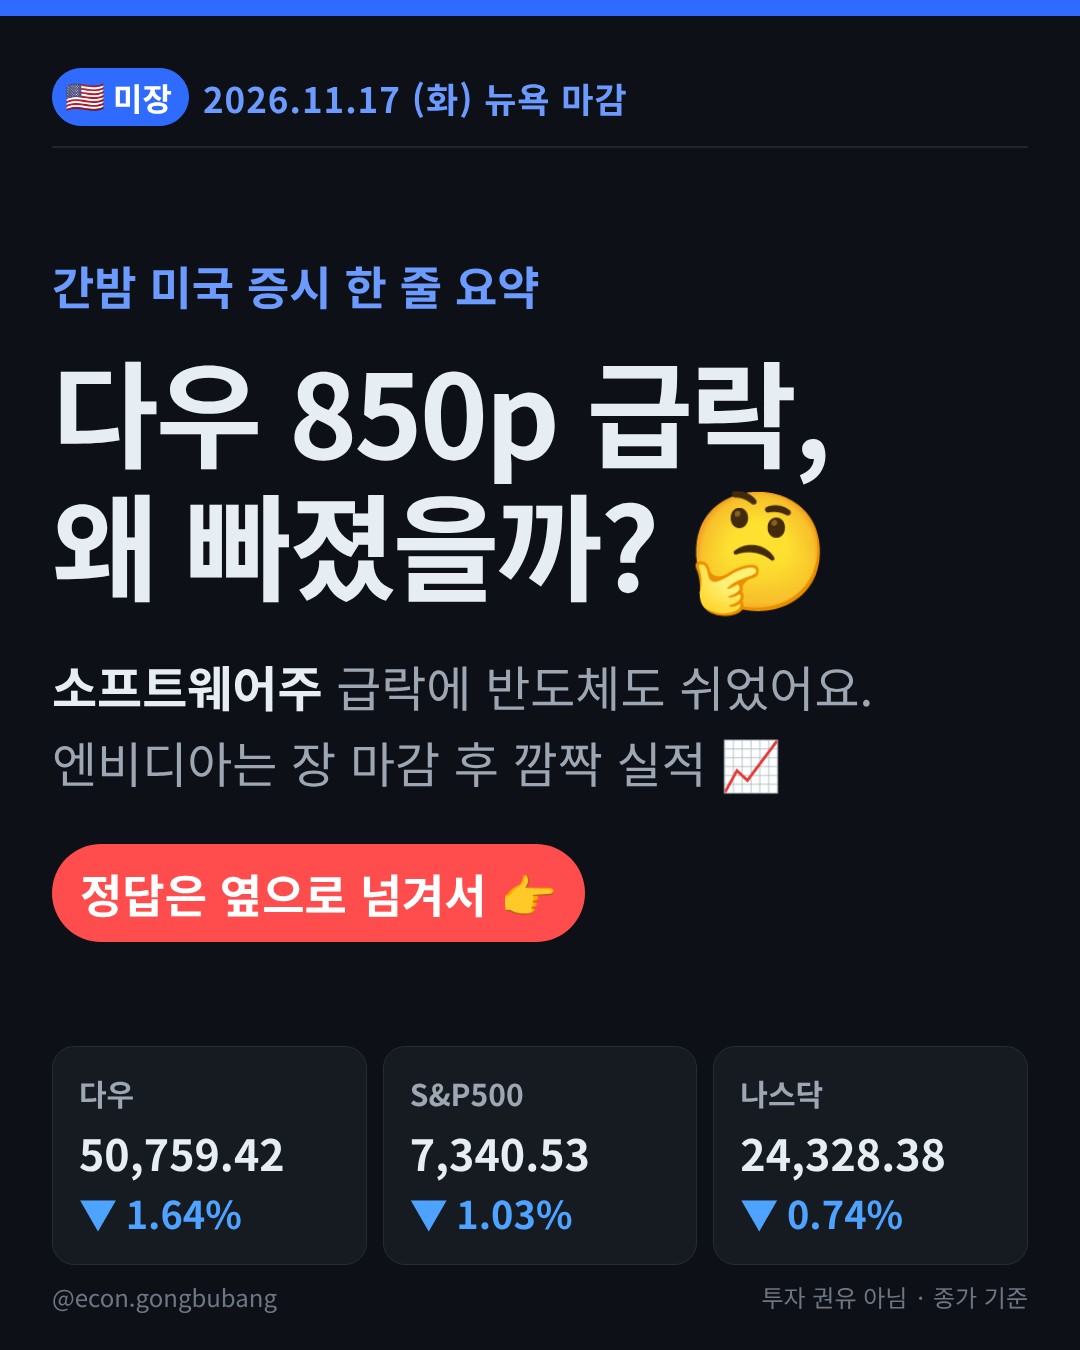 🇺🇸 미장 2026.11.17 (화) 뉴욕 마감
간밤 미국 증시 한 줄 요약
다우 850p 급락,
왜 빠졌을까? 🤔
소프트웨어주 급락에 반도체도 쉬었어요.
엔비디아는 장 마감 후 깜짝 실적 📈
정답은 옆으로 넘겨서 👉
다우
50,759.42
▼ 1.64%
S&P500
7,340.53
▼ 1.03%
나스닥
24,328.38
▼ 0.74%
@econ.gongbubang
투자 권유 아님 · 종가 기준